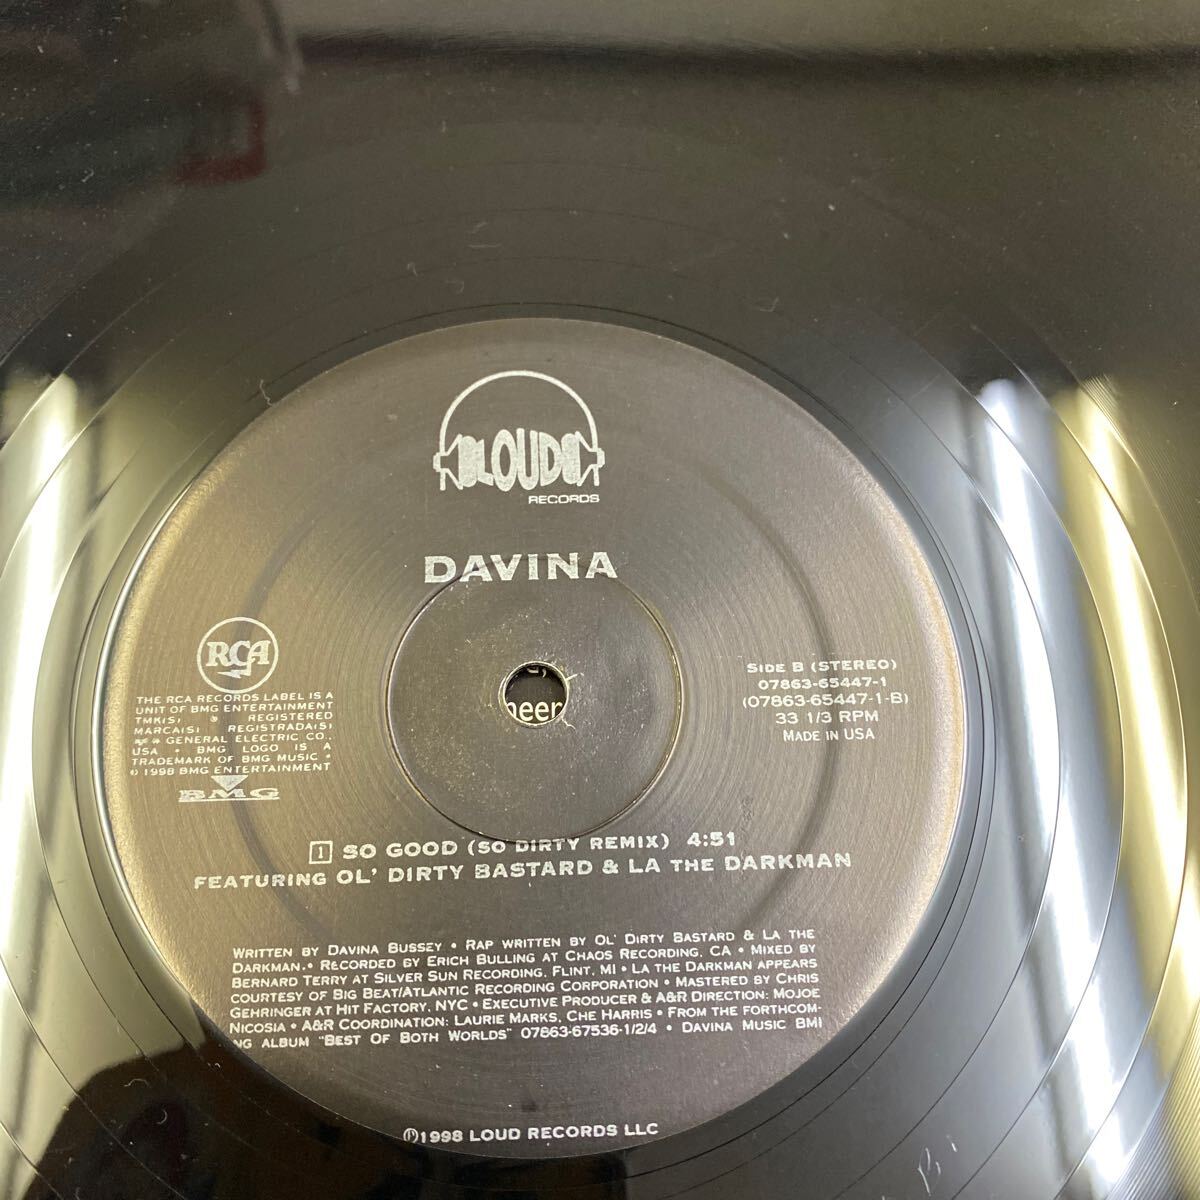 LOUD
RECORDS
DAVINA
RCA
THE RCA RECORDS LABEL IS A
UNIT OF BMG ENTERTAINMENT
TMK(S) ® REGISTERED
MARCA(S) REGISTRADA(S)
GENERAL ELECTRIC CO.,
USA • BMG LOGO IS A
TRADEMARK OF BMG MUSIC •
© 1998 BMG ENTERTAINMENT
BMG
SIDE B (STEREO)
07863-65447-1
(07863-65447-1-B)
33 1/3 RPM
MADE IN USA
neer
1 SO GOOD (SO DIRTY REMIX) 4:51
FEATURING OL' DIRTY BASTARD & LA THE DARKMAN
WRITTEN BY DAVINA BUSSEY • RAP WRITTEN BY OL' DIRTY BASTARD & LA THE
DARKMAN. • RECORDED BY ERICH BULLING AT CHAOS RECORDING, CA • MIXED BY
BERNARD TERRY AT SILVER SUN RECORDING, FLINT, MI • LA THE DARKMAN APPEARS
COURTESY OF BIG BEAT/ATLANTIC RECORDING CORPORATION • MASTERED BY CHRIS
GEHRINGER AT HIT FACTORY, NYC • EXECUTIVE PRODUCER & A&R DIRECTION: MOJOE
NICOSIA • A&R COORDINATION: LAURIE MARKS, CHE HARRIS • FROM THE FORTHCOM-
NG ALBUM "BEST OF BOTH WORLDS" 07863-67536-1/2/4 • DAVINA MUSIC BMI
℗1998 LOUD RECORDS LLC